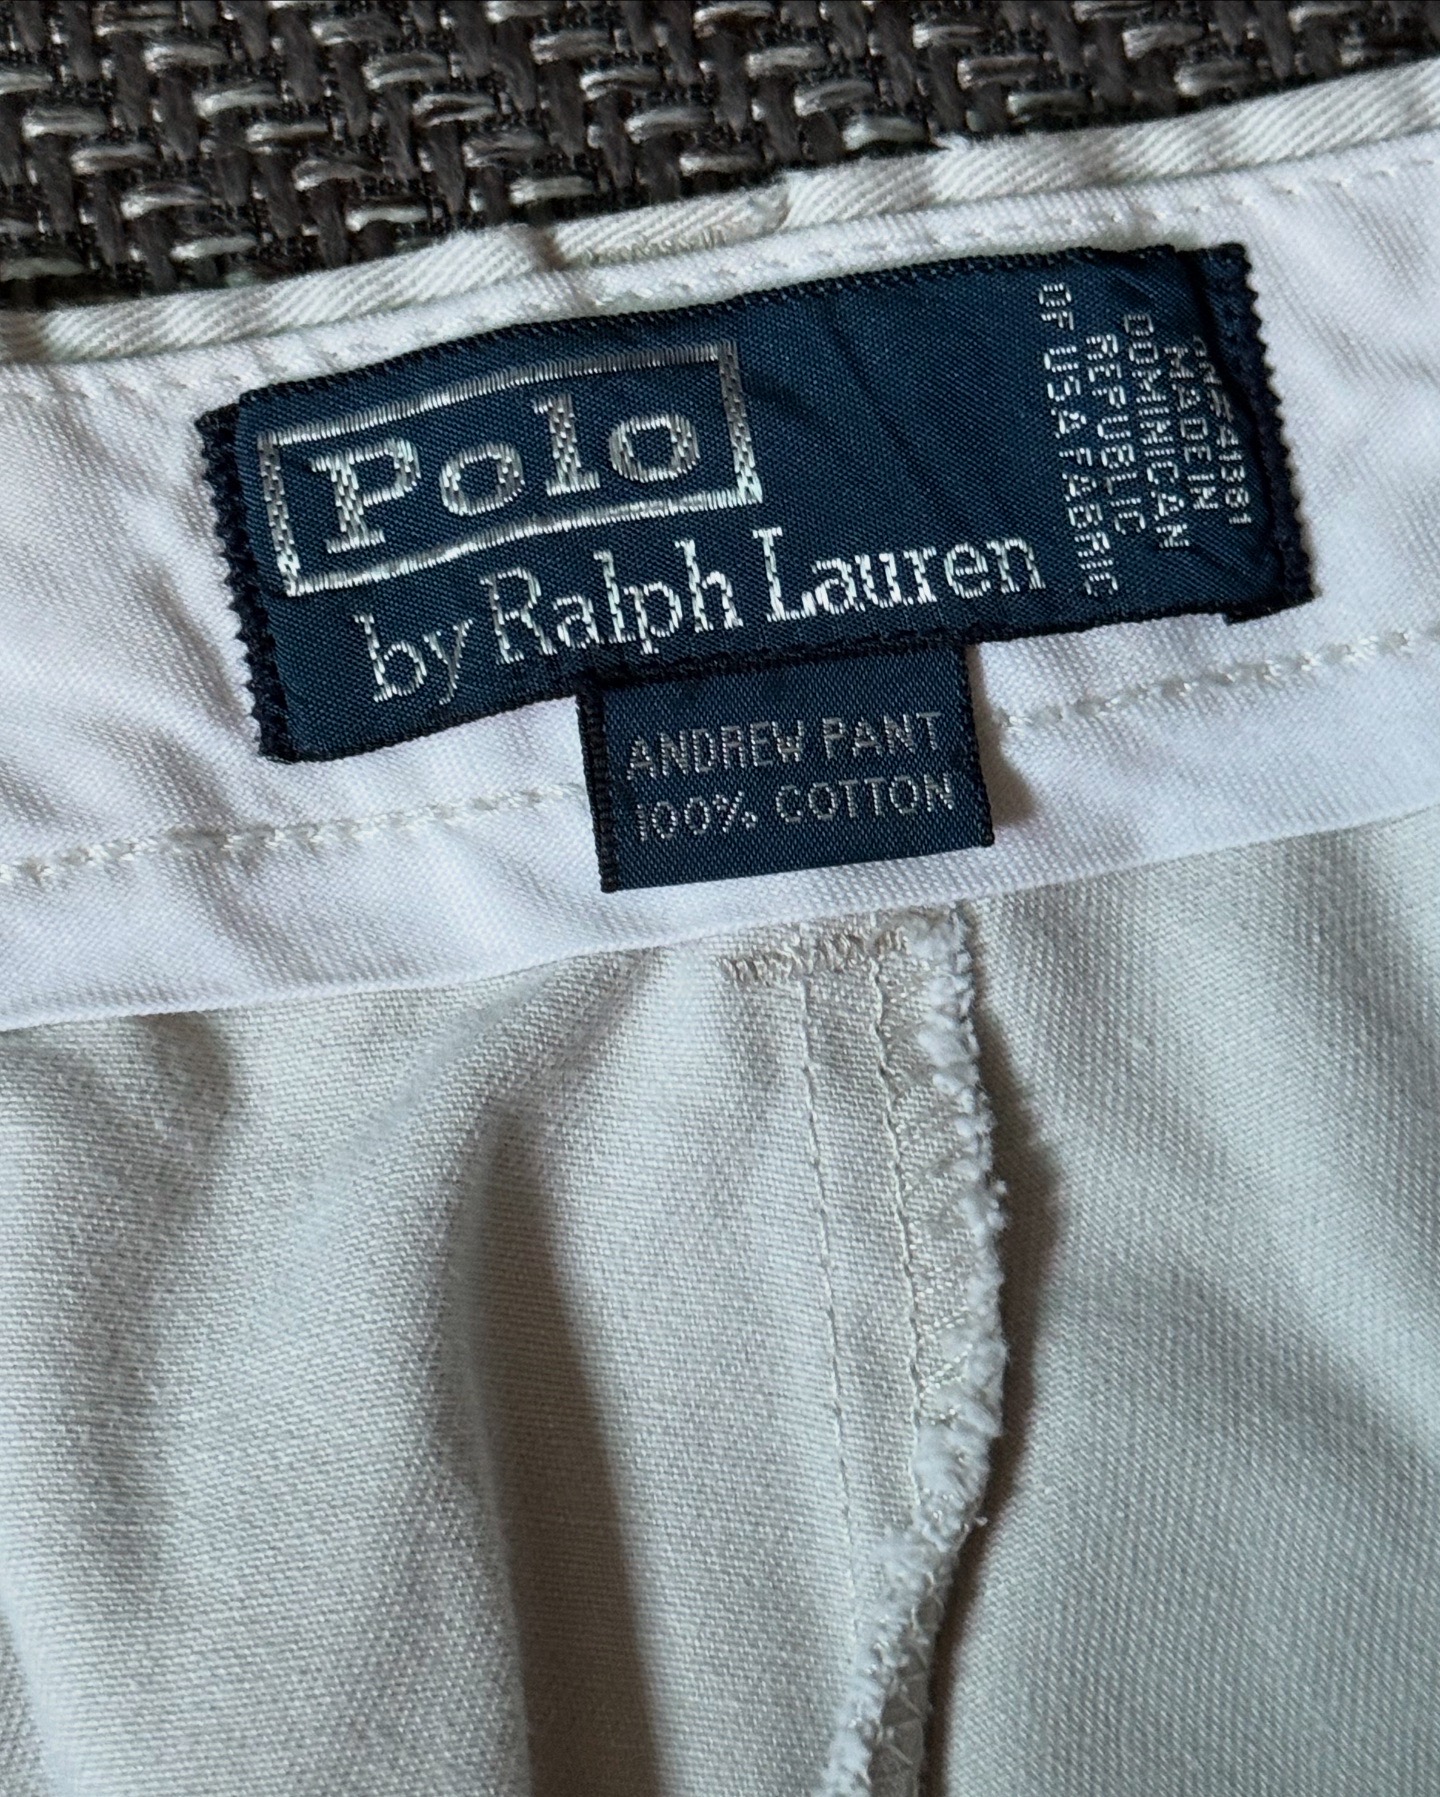 Polo
by Ralph Lauren
MADE IN
DOMINICAN
REPUBLIC
OF USA FABRIC
ANDREW PANT
100% COTTON